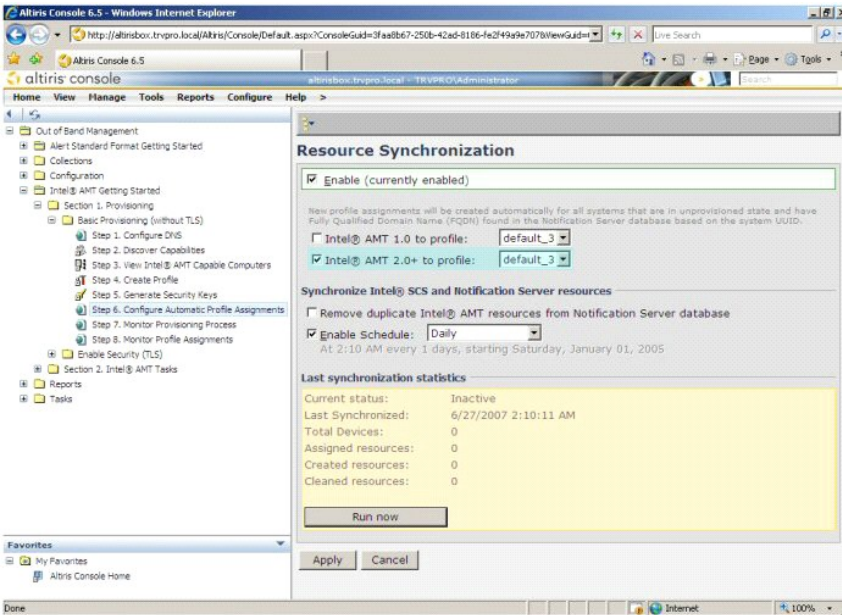 Altiris Console 6.5 - Windows Internet Explorer
http://altirisbox.trvpro.local/Altiris/Console/Default.aspx?ConsoleGuid=3faa8b67-250b-42ad-8186-fe2f49a9e707&ViewGuid=
Live Search
Altiris Console 6.5
Page
Tools
altiris console
altirisbox.trvpro.local - TRVPRO\Administrator
Search
Home View Manage Tools Reports Configure Help >
Out of Band Management
Alert Standard Format Getting Started
Collections
Configuration
Intel® AMT Getting Started
Section 1. Provisioning
Basic Provisioning (without TLS)
Step 1. Configure DNS
Step 2. Discover Capabilities
Step 3. View Intel® AMT Capable Computers
Step 4. Create Profile
Step 5. Generate Security Keys
Step 6. Configure Automatic Profile Assignments
Step 7. Monitor Provisioning Process
Step 8. Monitor Profile Assignments
Enable Security (TLS)
Section 2. Intel® AMT Tasks
Reports
Tasks
Favorites
My Favorites
Altiris Console Home
Resource Synchronization
Enable (currently enabled)
New profile assignments will be created automatically for all systems that are in unprovisioned state and have
Fully Qualified Domain Name (FQDN) found in the Notification Server database based on the system UUID.
Intel® AMT 1.0 to profile: default_3
Intel® AMT 2.0+ to profile: default_3
Synchronize Intel® SCS and Notification Server resources
Remove duplicate Intel® AMT resources from Notification Server database
Enable Schedule: Daily
At 2:10 AM every 1 days, starting Saturday, January 01, 2005
Last synchronization statistics
Current status: Inactive
Last Synchronized: 6/27/2007 2:10:11 AM
Total Devices: 0
Assigned resources: 0
Created resources: 0
Cleaned resources: 0
Run now
Apply Cancel
Done
Internet
100%